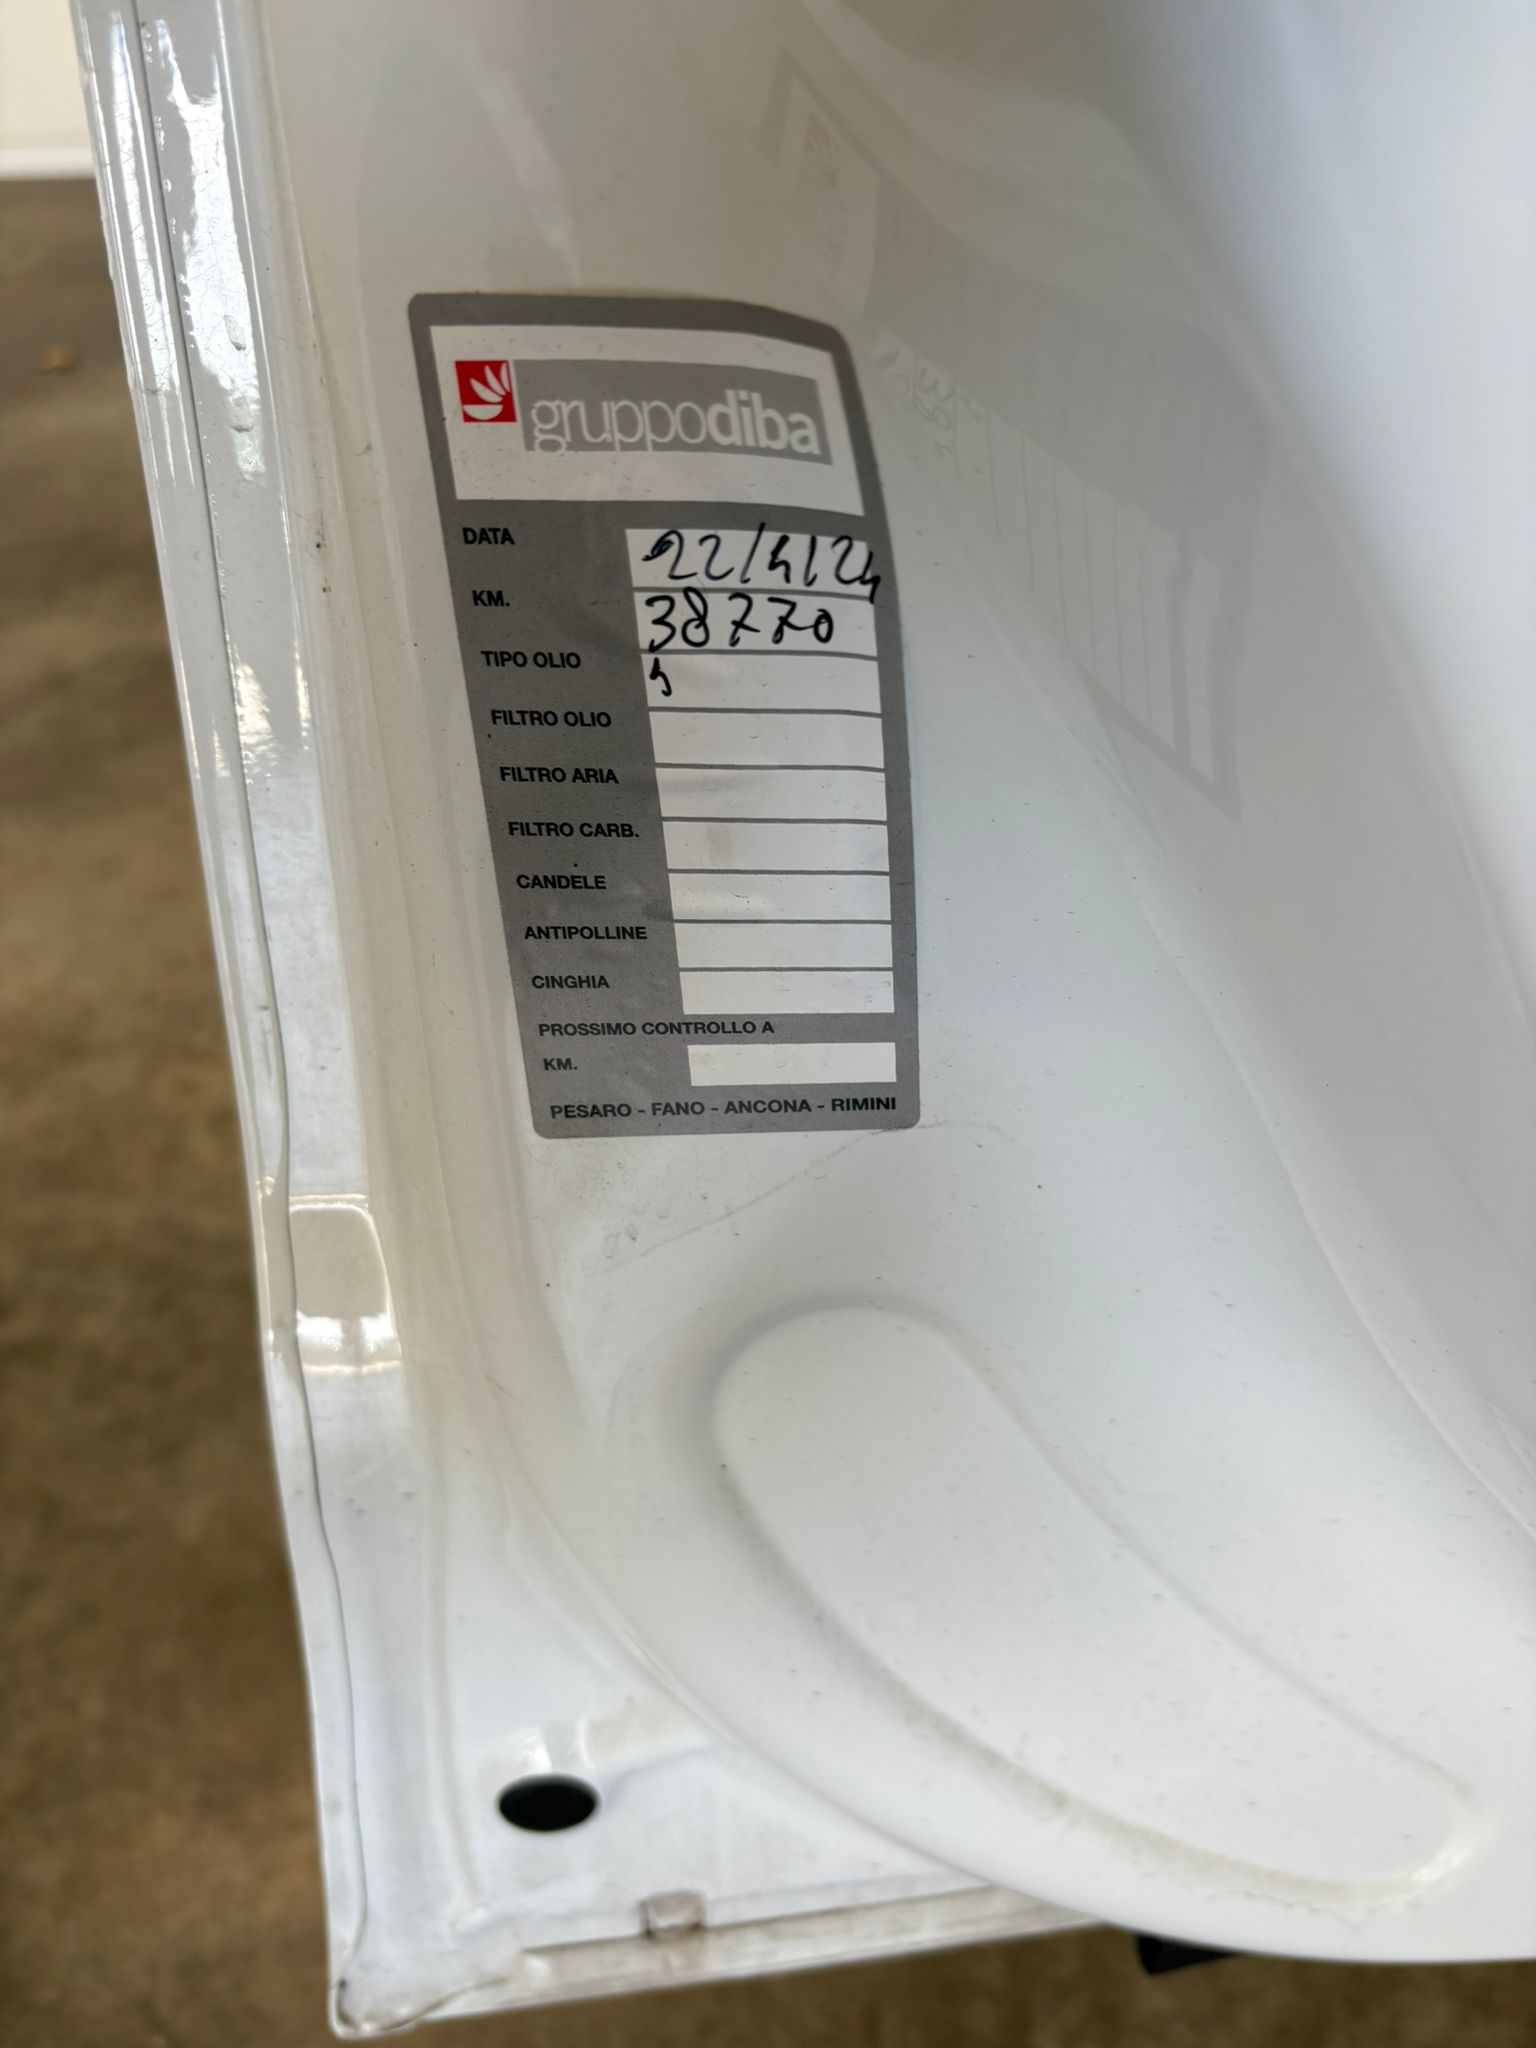 gruppodiba
DATA 22/4/24
KM. 38770
TIPO OLIO
FILTRO OLIO
FILTRO ARIA
FILTRO CARB.
CANDELE
ANTIPOLLINE
CINGHIA
PROSSIMO CONTROLLO A
KM.
PESARO - FANO - ANCONA - RIMINI